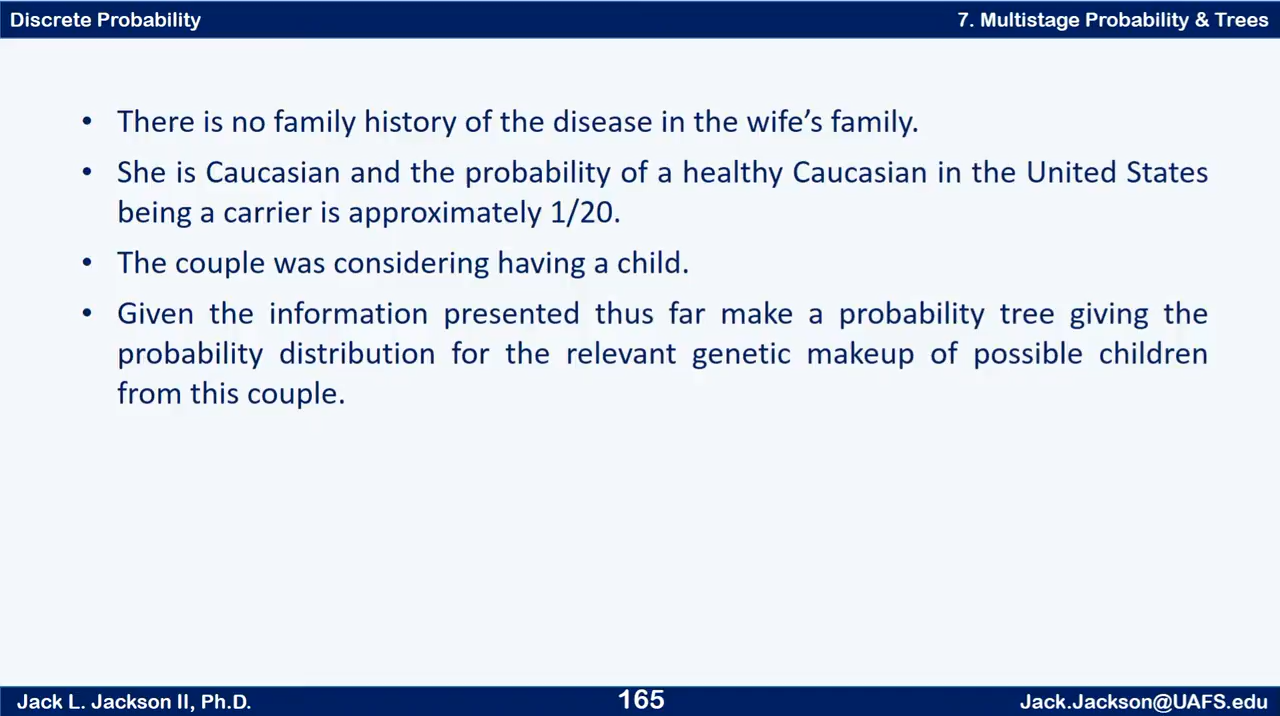 Discrete Probability
7. Multistage Probability & Trees
• There is no family history of the disease in the wife’s family.
• She is Caucasian and the probability of a healthy Caucasian in the United States
being a carrier is approximately 1/20.
• The couple was considering having a child.
• Given the information presented thus far make a probability tree giving the
probability distribution for the relevant genetic makeup of possible children
from this couple.
Jack L. Jackson II, Ph.D.
165
Jack.Jackson@UAFS.edu